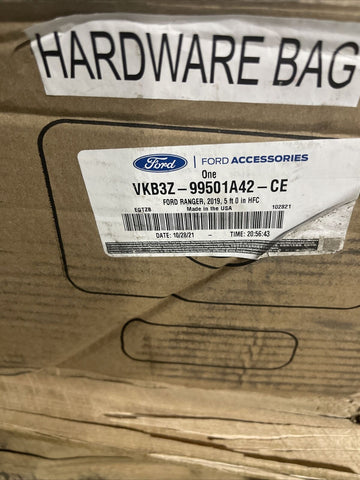 HARDWARE BAG
Ford
FORD ACCESSORIES
One
VKB3Z-99501A42-CE
FORD RANGER, 2019, 5 ft 0 in HFC
EGTZB Made in the USA 102821
DATE: 10/28/21 - TIME: 20:56:43